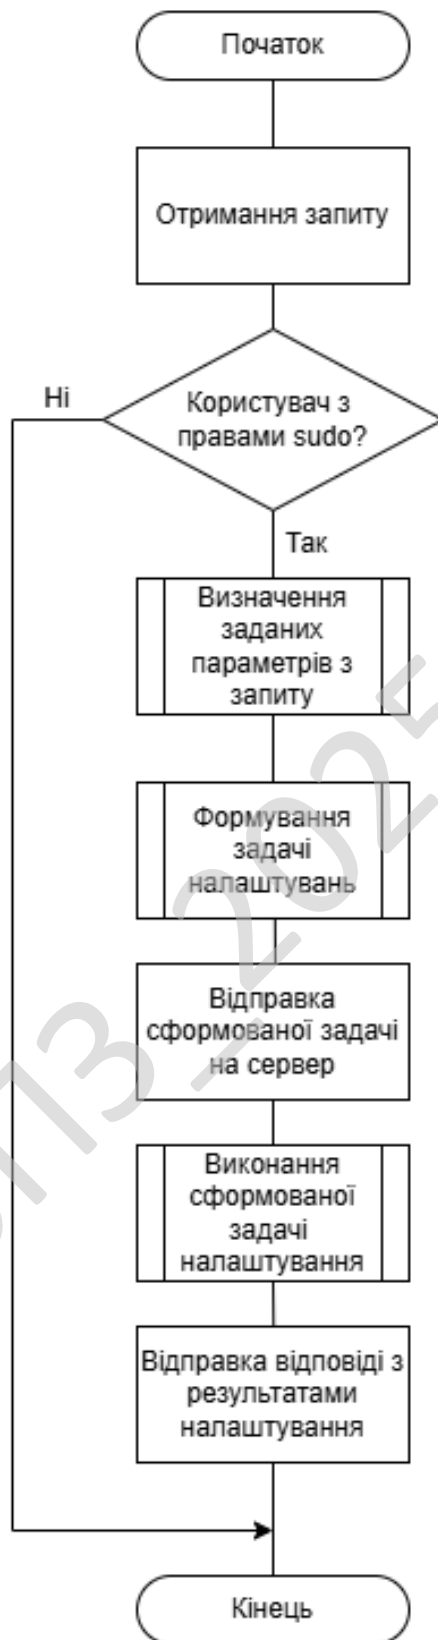 Початок
Отримання запиту
Ні
Користувач з
правами sudo?
Так
Визначення
заданих
параметрів з
запиту
Формування
задачі
налаштувань
Відправка
сформованої задачі
на сервер
Виконання
сформованої
задачі
налаштування
Відправка відповіді з
результатами
налаштування
Кінець